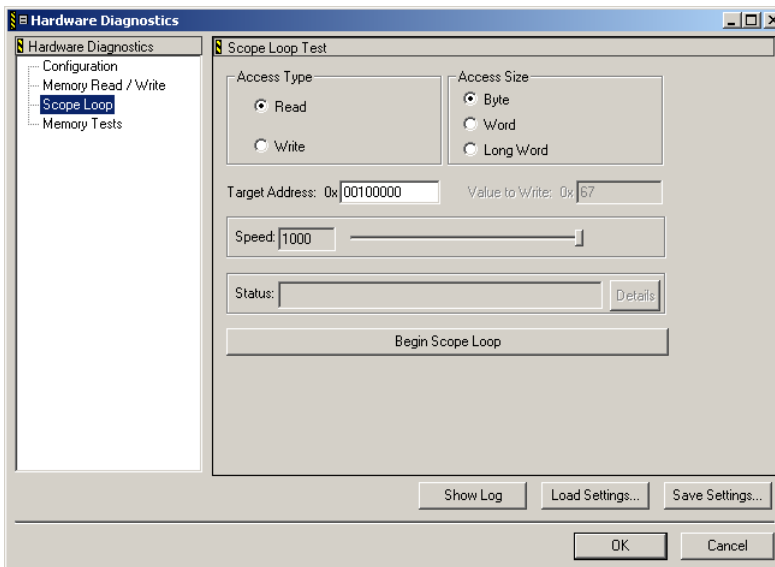 Hardware Diagnostics
Hardware Diagnostics
Configuration
Memory Read / Write
Scope Loop
Memory Tests
Scope Loop Test
Access Type
Read
Write
Access Size
Byte
Word
Long Word
Target Address: 0x 00100000
Value to Write: 0x 67
Speed: 1000
Status:
Details
Begin Scope Loop
Show Log
Load Settings...
Save Settings...
OK
Cancel